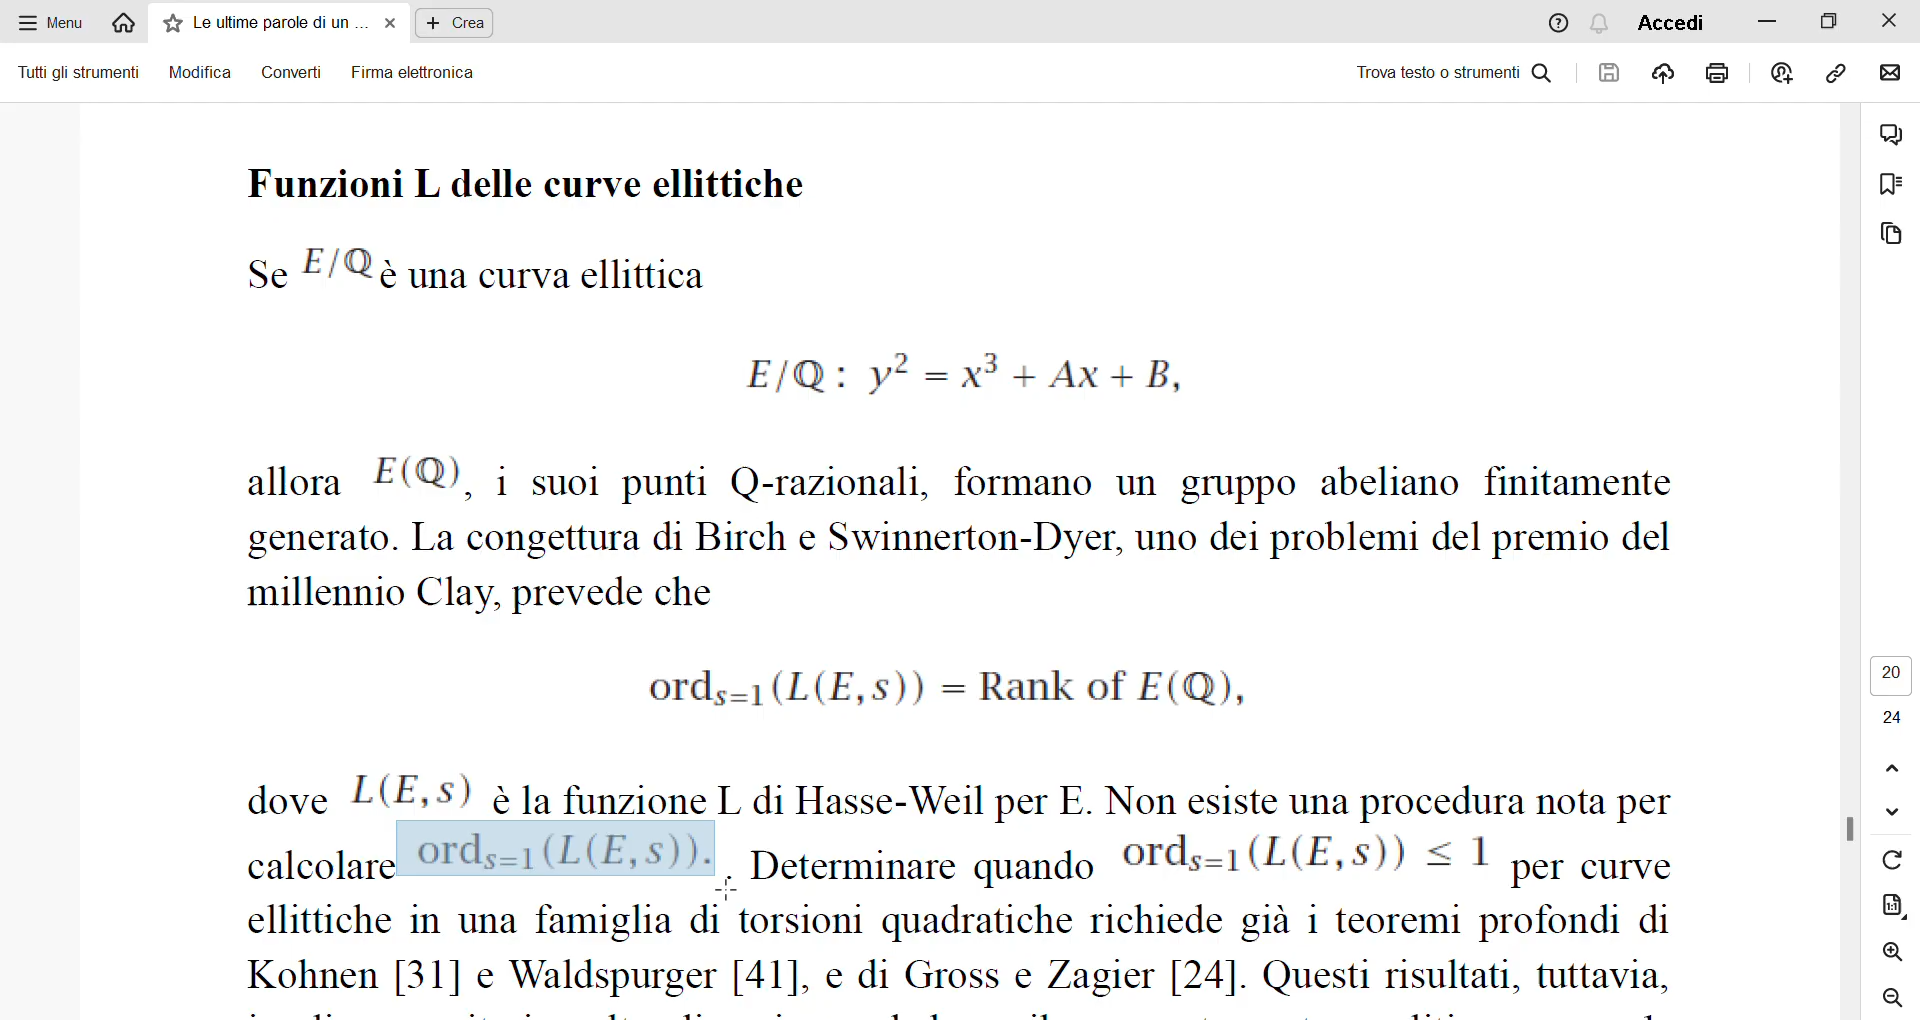 Menu Le ultime parole di un ... Crea Accedi
Tutti gli strumenti Modifica Converti Firma elettronica Trova testo o strumenti
Funzioni L delle curve ellittiche
Se E/ℚ è una curva ellittica
E/ℚ : y² = x³ + Ax + B,
allora E(ℚ), i suoi punti Q-razionali, formano un gruppo abeliano finitamente
generato. La congettura di Birch e Swinnerton-Dyer, uno dei problemi del premio del
millennio Clay, prevede che
ord_{s=1}(L(E,s)) = Rank of E(ℚ),
dove L(E,s) è la funzione L di Hasse-Weil per E. Non esiste una procedura nota per
calcolare ord_{s=1}(L(E,s)). . Determinare quando ord_{s=1}(L(E,s)) ≤ 1 per curve
ellittiche in una famiglia di torsioni quadratiche richiede già i teoremi profondi di
Kohnen [31] e Waldspurger [41], e di Gross e Zagier [24]. Questi risultati, tuttavia,
20
24
1:1